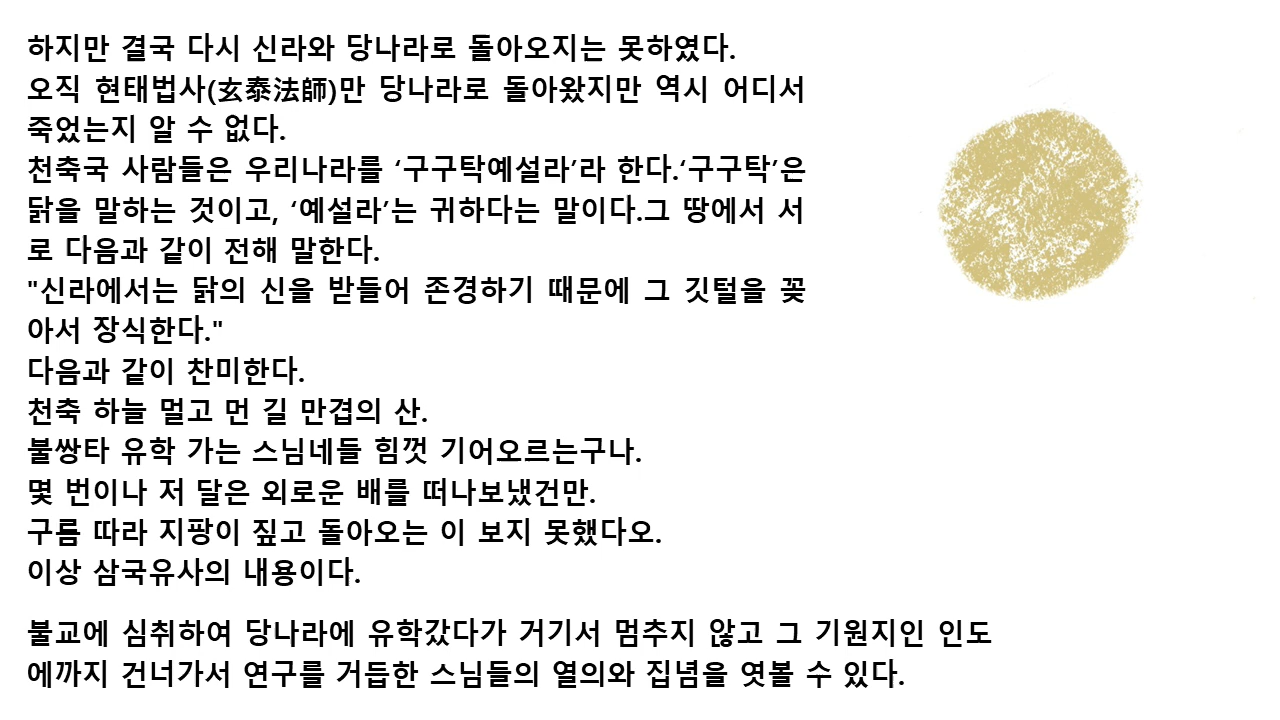 하지만 결국 다시 신라와 당나라로 돌아오지는 못하였다.
오직 현태법사(玄泰法師)만 당나라로 돌아왔지만 역시 어디서
죽었는지 알 수 없다.
천축국 사람들은 우리나라를 ‘구구탁예설라’라 한다.‘구구탁’은
닭을 말하는 것이고, ‘예설라’는 귀하다는 말이다.그 땅에서 서
로 다음과 같이 전해 말한다.
"신라에서는 닭의 신을 받들어 존경하기 때문에 그 깃털을 꽂
아서 장식한다."
다음과 같이 찬미한다.
천축 하늘 멀고 먼 길 만겹의 산.
불쌍타 유학 가는 스님네들 힘껏 기어오르는구나.
몇 번이나 저 달은 외로운 배를 떠나보냈건만.
구름 따라 지팡이 짚고 돌아오는 이 보지 못했다오.
이상 삼국유사의 내용이다.
불교에 심취하여 당나라에 유학갔다가 거기서 멈추지 않고 그 기원지인 인도
에까지 건너가서 연구를 거듭한 스님들의 열의와 집념을 엿볼 수 있다.